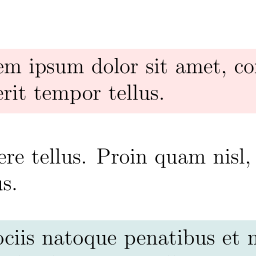 em ipsum dolor sit amet, co
erit tempor tellus.
ere tellus. Proin quam nisl,
us.
ociis natoque penatibus et